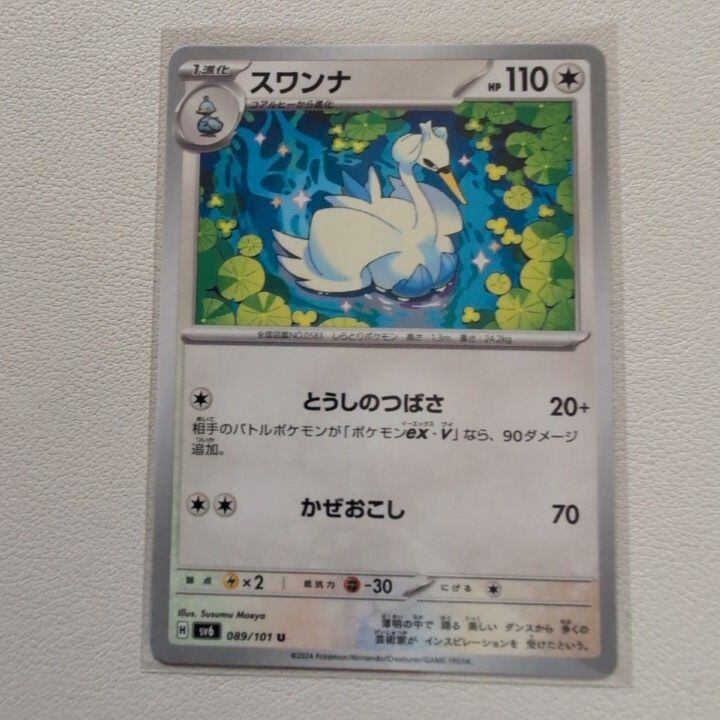 1進化 スワンナ HP 110
コアルヒーから進化
全国図鑑NO.0581 しらとりポケモン 高さ：1.3m 重さ：24.2kg
とうしのつばさ 20+
相手のバトルポケモンが「ポケモンex・V」なら、90ダメージ
追加。
かぜおこし 70
弱点 ×2 抵抗力 -30 にげる
Illus. Susumu Maeya
H sv6 089/101 U
薄明の中で 踊る 美しい ダンスから 多くの
芸術家が インスピレーションを 受けたという。
©2024 Pokémon/Nintendo/Creatures/GAME FREAK.